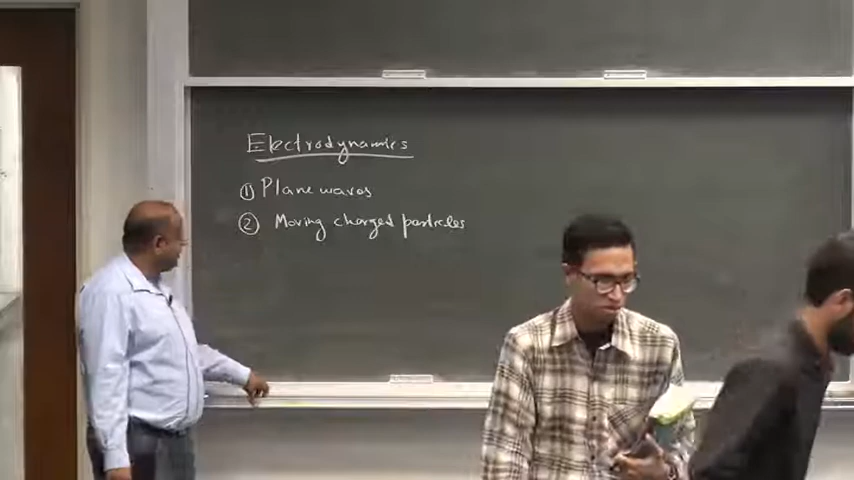 Electrodynamics
① Plane waves
② Moving charged particles